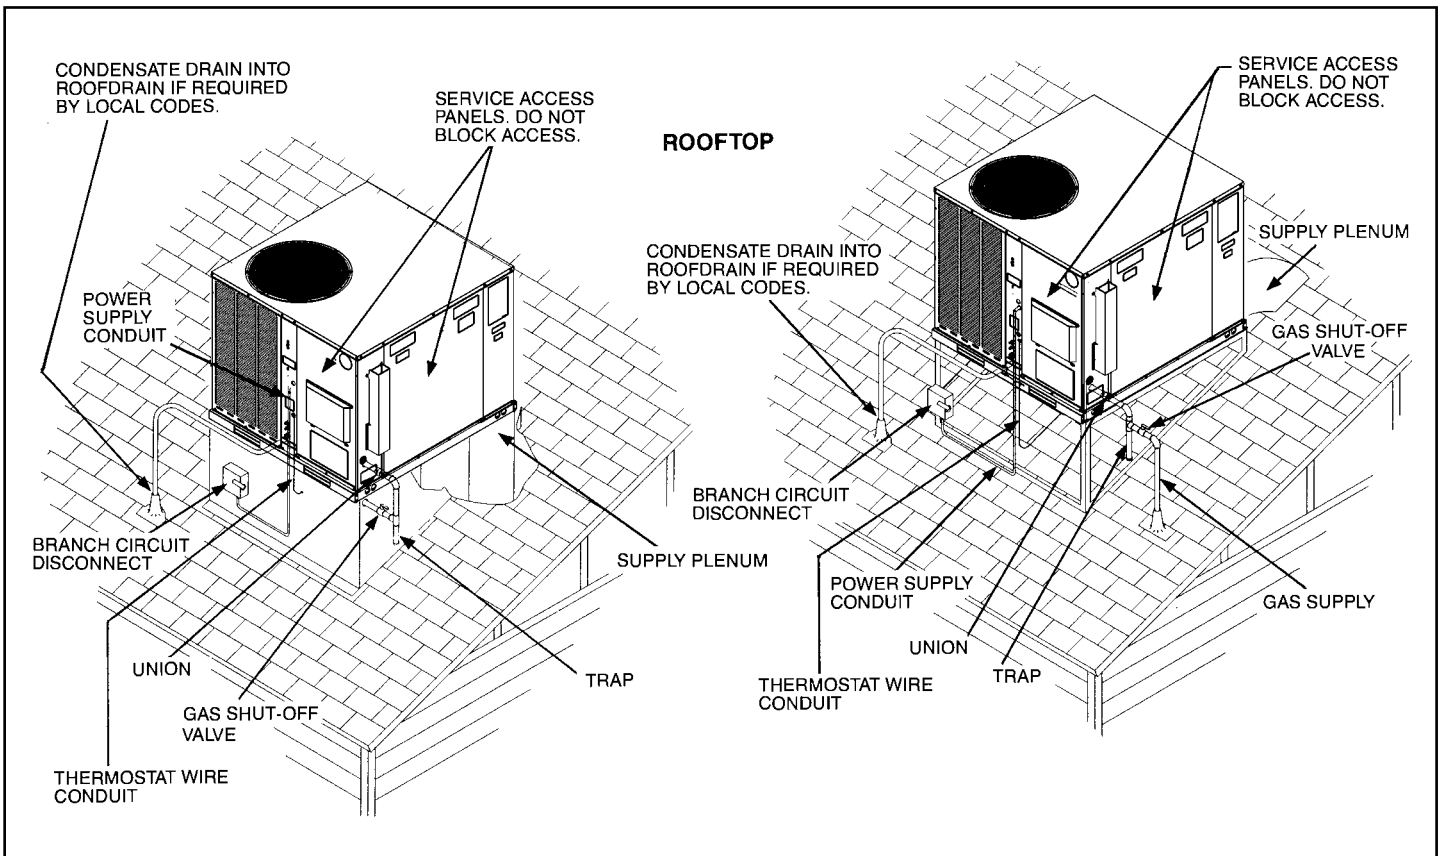 CONDENSATE DRAIN INTO
ROOFDRAIN IF REQUIRED
BY LOCAL CODES.
SERVICE ACCESS
PANELS. DO NOT
BLOCK ACCESS.
POWER
SUPPLY
CONDUIT
BRANCH CIRCUIT
DISCONNECT
SUPPLY PLENUM
UNION
TRAP
GAS SHUT-OFF
VALVE
THERMOSTAT WIRE
CONDUIT
ROOFTOP
SERVICE ACCESS
PANELS. DO NOT
BLOCK ACCESS.
SUPPLY PLENUM
CONDENSATE DRAIN INTO
ROOFDRAIN IF REQUIRED
BY LOCAL CODES.
GAS SHUT-OFF
VALVE
BRANCH CIRCUIT
DISCONNECT
POWER SUPPLY
CONDUIT
GAS SUPPLY
UNION
TRAP
THERMOSTAT WIRE
CONDUIT